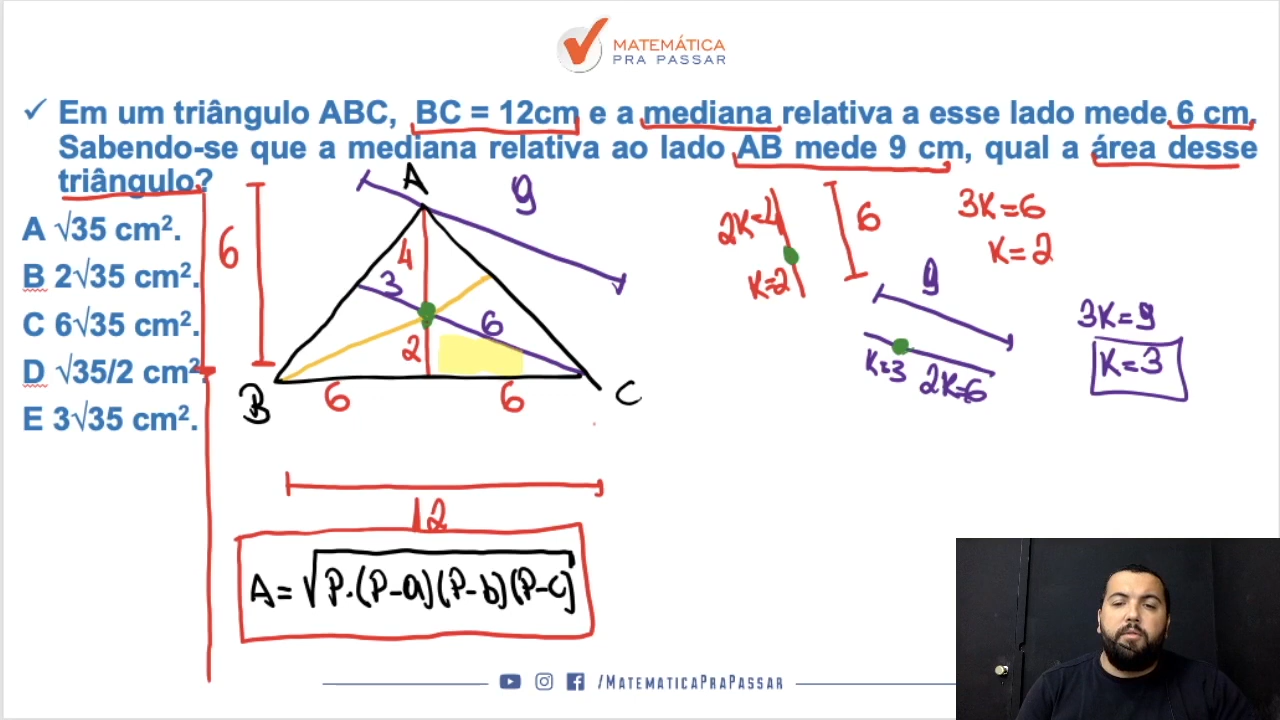 MATEMÁTICA
PRA PASSAR
✓ Em um triângulo ABC, BC = 12cm e a mediana relativa a esse lado mede 6 cm.
Sabendo-se que a mediana relativa ao lado AB mede 9 cm, qual a área desse
triângulo?
A √35 cm².
B 2√35 cm².
C 6√35 cm².
D √35/2 cm².
E 3√35 cm².
A
9
6
4
3
6
2
B
6
6
C
12
A = √P.(P-a)(P-b)(P-c)
2K=4
K=2
6
3K=6
K=2
9
K=3
2K=6
3K=9
K=3
/MATEMATICAPRAPASSAR